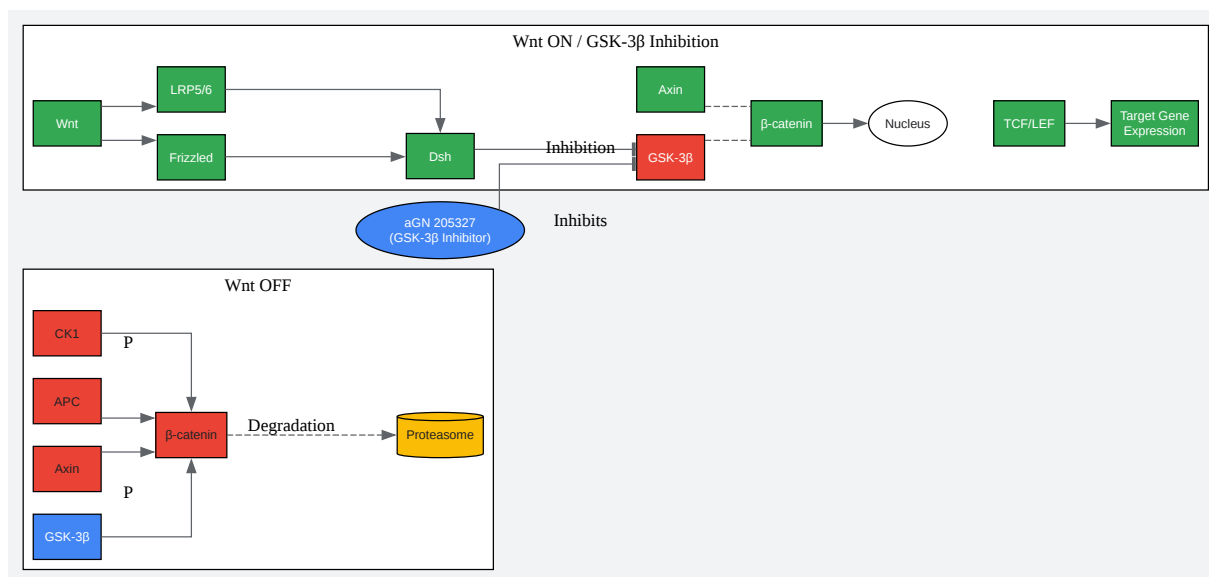 Wnt ON / GSK-3β Inhibition
LRP5/6
Axin
Wnt
β-catenin
Nucleus
TCF/LEF
Target Gene
Expression
Frizzled
Dsh
Inhibition
GSK-3β
aGN 205327
(GSK-3β Inhibitor)
Inhibits
Wnt OFF
CK1
P
APC
β-catenin
Degradation
Proteasome
Axin
P
GSK-3β